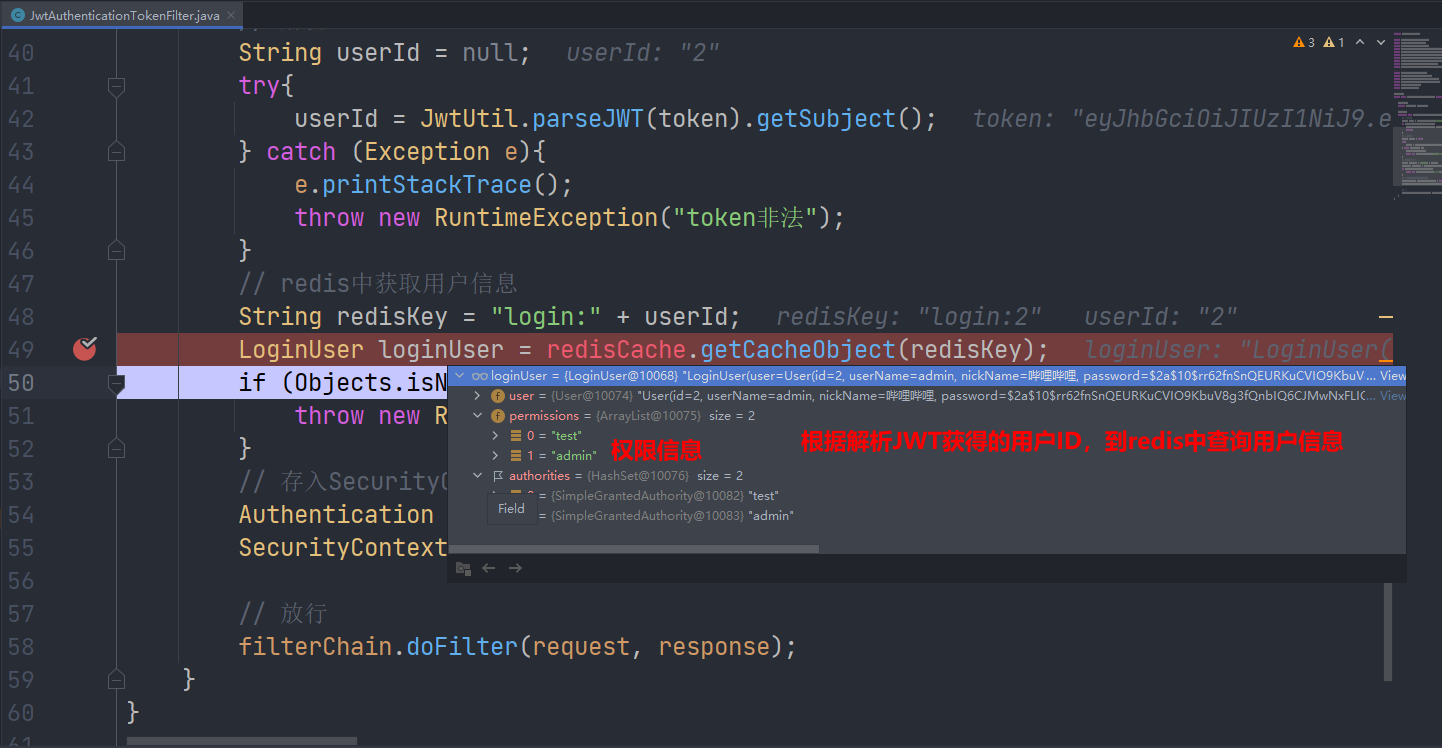 JwtAuthenticationTokenFilter.java
3 1
40 String userId = null; userId: "2"
41 try{
42 userId = JwtUtil.parseJWT(token).getSubject(); token: "eyJhbGciOiJIUzI1NiJ9.e
43 } catch (Exception e){
44 e.printStackTrace();
45 throw new RuntimeException("token非法");
46 }
47 // redis中获取用户信息
48 String redisKey = "login:" + userId; redisKey: "login:2" userId: "2"
49 LoginUser loginUser = redisCache.getCacheObject(redisKey); loginUser: "LoginUser(
50 if (Objects.isN
loginUser = {LoginUser@10068} "LoginUser(user=User(id=2, userName=admin, nickName=哔哩哔哩, password=$2a$10$rr62fnSnQEURKuCVIO9KbuV... View
user = {User@10074} "User(id=2, userName=admin, nickName=哔哩哔哩, password=$2a$10$rr62fnSnQEURKuCVIO9KbuV8g3fQnbIQ6CJMwNxFLIC... View
51 throw new R
permissions = {ArrayList@10075} size = 2
0 = "test"
52 }
1 = "admin"
权限信息
根据解析JWT获得的用户ID，到redis中查询用户信息
authorities = {HashSet@10076} size = 2
53 // 存入SecurityC
= {SimpleGrantedAuthority@10082} "test"
54 Authentication
Field
= {SimpleGrantedAuthority@10083} "admin"
55 SecurityContext
56
57 // 放行
58 filterChain.doFilter(request, response);
59 }
60 }
61